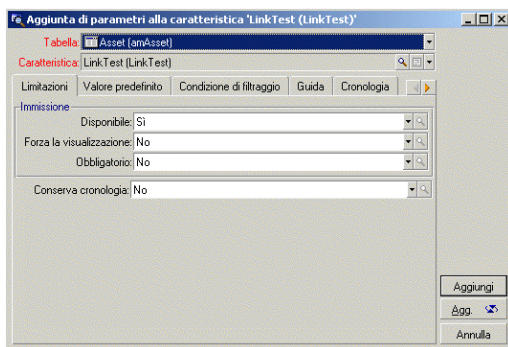 Aggiunta di parametri alla caratteristica 'LinkTest (LinkTest)'
Tabella: Asset (amAsset)
Caratteristica: LinkTest (LinkTest)
Limitazioni Valore predefinito Condizione di filtraggio Guida Cronologia
Immissione
Disponibile: Sì
Forza la visualizzazione: No
Obbligatorio: No
Conserva cronologia: No
Aggiungi
Agg.
Annulla